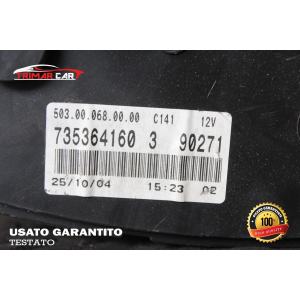 TRIMAR CAR
503.00.068.00.00 C141 12V
735364160 3 90271
25/10/04 15:23 02
USATO GARANTITO
TESTATO
100%